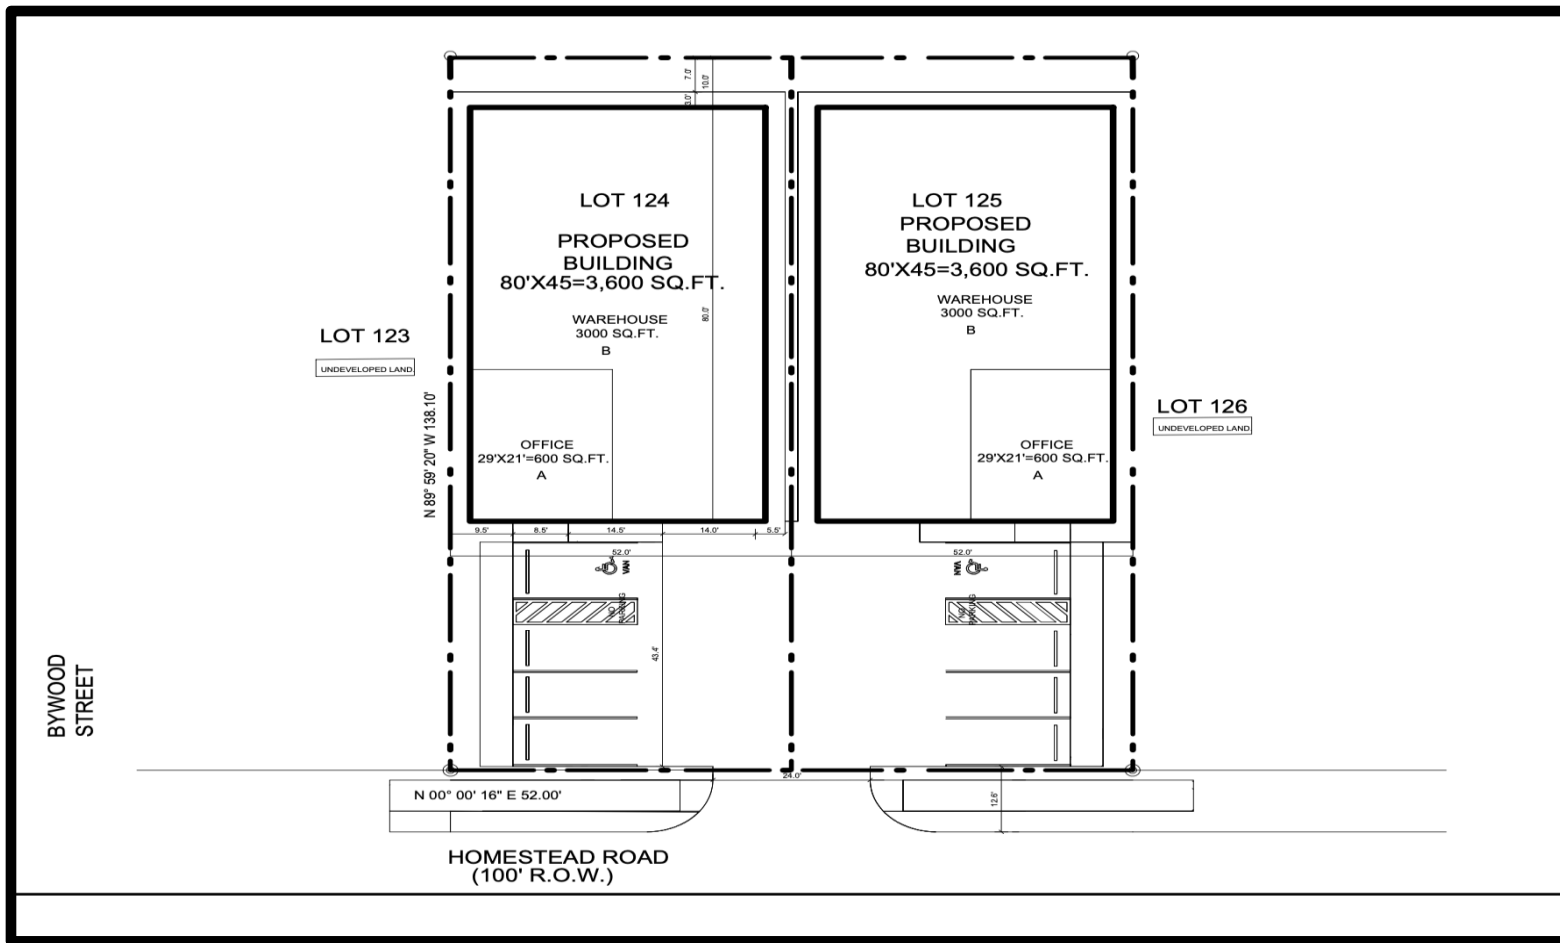 7.0'
10.0'
3.0'
LOT 124
PROPOSED
BUILDING
80'X45=3,600 SQ.FT.
WAREHOUSE
3000 SQ.FT.
B
80.0'
OFFICE
29'X21'=600 SQ.FT.
A
LOT 125
PROPOSED
BUILDING
80'X45=3,600 SQ.FT.
WAREHOUSE
3000 SQ.FT.
B
OFFICE
29'X21'=600 SQ.FT.
A
LOT 123
UNDEVELOPED LAND
N 89° 59' 20" W 138.10'
LOT 126
UNDEVELOPED LAND
9.5'
8.5'
14.5'
14.0'
5.5'
52.0'
52.0'
VAN
VAN
NO
PARKING
NO
PARKING
43.4'
BYWOOD
STREET
24.0'
12.6'
N 00° 00' 16" E 52.00'
HOMESTEAD ROAD
(100' R.O.W.)